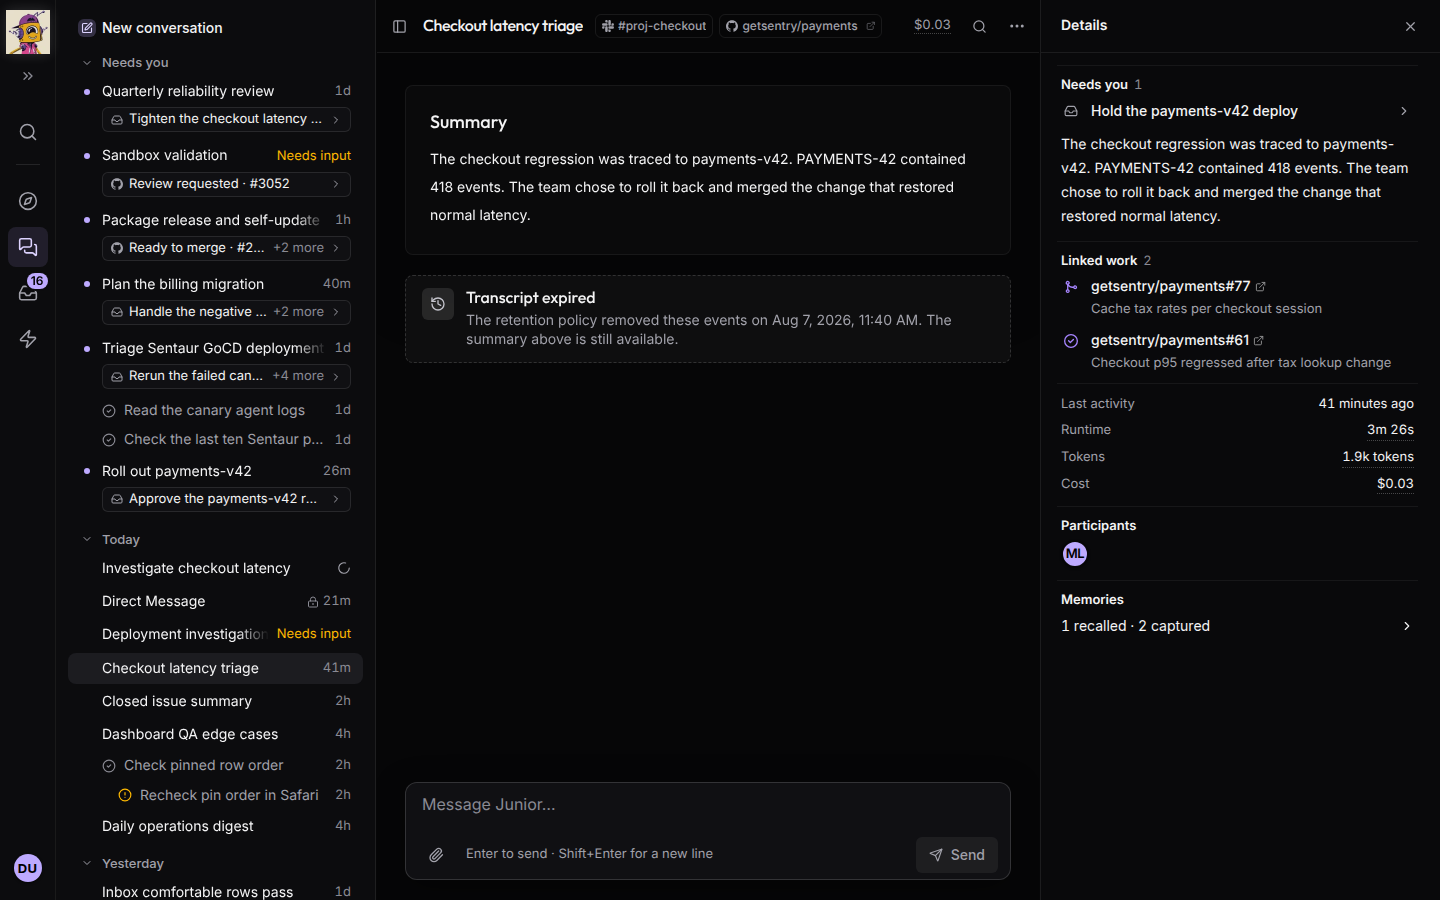 New conversation
Needs you
Quarterly reliability review 1d
Tighten the checkout latency ...
Sandbox validation Needs input
Review requested · #3052
Package release and self-update 1h
Ready to merge · #2... +2 more
Plan the billing migration 40m
Handle the negative ... +2 more
Triage Sentaur GoCD deployment 1d
Rerun the failed can... +4 more
Read the canary agent logs 1d
Check the last ten Sentaur p... 1d
Roll out payments-v42 26m
Approve the payments-v42 r...
Today
Investigate checkout latency
Direct Message 21m
Deployment investigation Needs input
Checkout latency triage 41m
Closed issue summary 2h
Dashboard QA edge cases 4h
Check pinned row order 2h
Recheck pin order in Safari 2h
Daily operations digest 4h
Yesterday
Inbox comfortable rows pass 1d
16
DU
Checkout latency triage #proj-checkout getsentry/payments $0.03
Summary
The checkout regression was traced to payments-v42. PAYMENTS-42 contained
418 events. The team chose to roll it back and merged the change that restored
normal latency.
Transcript expired
The retention policy removed these events on Aug 7, 2026, 11:40 AM. The
summary above is still available.
Message Junior...
Enter to send · Shift+Enter for a new line
Send
Details
Needs you 1
Hold the payments-v42 deploy
The checkout regression was traced to payments-
v42. PAYMENTS-42 contained 418 events. The team
chose to roll it back and merged the change that
restored normal latency.
Linked work 2
getsentry/payments#77
Cache tax rates per checkout session
getsentry/payments#61
Checkout p95 regressed after tax lookup change
Last activity 41 minutes ago
Runtime 3m 26s
Tokens 1.9k tokens
Cost $0.03
Participants
ML
Memories
1 recalled · 2 captured